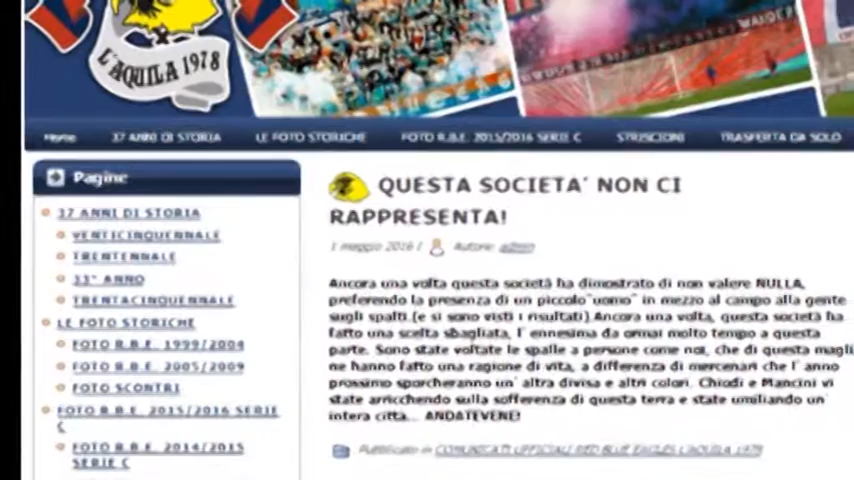 L'AQUILA 1978
Home 37 ANNI DI STORIA LE FOTO STORICHE FOTO R.B.E. 2015/2016 SERIE C STRISCIONI TRASFERTA DA SOLO
Pagine
37 ANNI DI STORIA
VENTICINQUENNALE
TRENTENNALE
33° ANNO
TRENTACINQUENNALE
LE FOTO STORICHE
FOTO R.B.E. 1999/2004
FOTO R.B.E. 2005/2009
FOTO SCONTRI
FOTO R.B.E. 2015/2016 SERIE
C
FOTO R.B.E. 2014/2015
SERIE C
QUESTA SOCIETA' NON CI
RAPPRESENTA!
1 maggio 2016 | Autore: admin
Ancora una volta questa società ha dimostrato di non valere NULLA,
preferendo la presenza di un piccolo "uomo" in mezzo al campo alla gente
sugli spalti (e si sono visti i risultati) Ancora una volta, questa società ha
fatto una scelta sbagliata, l' ennesima da ormai molto tempo a questa
parte. Sono state voltate le spalle a persone come noi, che di questa magli
ne hanno fatto una ragione di vita, a differenza di mercenari che l' anno
prossimo sporcheranno un' altra divisa e altri colori. Chiodi e Mancini vi
state arricchendo sulla sofferenza di questa terra e state umiliando un'
intera città... ANDATEVENE!
Pubblicato in COMUNICATI UFFICIALI RED BLUE EAGLES L'AQUILA 1978